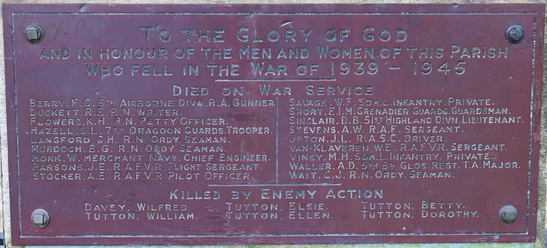 To the Glory of God
and in honour of the Men and Women of this Parish
Who fell in the War of 1939 – 1945
Died on War Service
Berry, F.G. 6th Airborne Divn. R.A. Gunner.
Duckett R.E. R.N. Writer.
Flowers, K.H. R.N. Petty Officer.
Hazell, S.L. 7th Dragoon Guards. Trooper.
Langford, J.H. R.N. Ordy. Seaman.
Murdoch, E.G. R.N. Ordy. Seaman.
Monk, W. Merchant Navy. Chief Engineer.
Parsons, J.E. R.A.F.V.R. Flight Sergeant.
Stocker, A.E. R.A.F.V.R. Pilot Officer.
Savage, W.F. Som. L. Infantry. Private.
Short, E.I.M. Grenadier Guards. Guardsman.
Sinclair, D.B. 51st Highland Divn. Lieutenant.
Stevens, A.W. R.A.F. Sergeant.
Upton, J.L. R.A.S.C. Driver.
Van-Klaveren, W.E. R.A.F.V.R. Sergeant.
Viney, M.H. Som. L. Infantry. Private.
Waller, A.D. 5th Bn Glos. Regt. T.A. Major.
Wait, C.J. R.N. Ordy. Seaman.
Killed by Enemy Action
Davey, Wilfred. Tutton, Elsie. Tutton, Betty.
Tutton, William. Tutton, Ellen. Tutton, Dorothy.